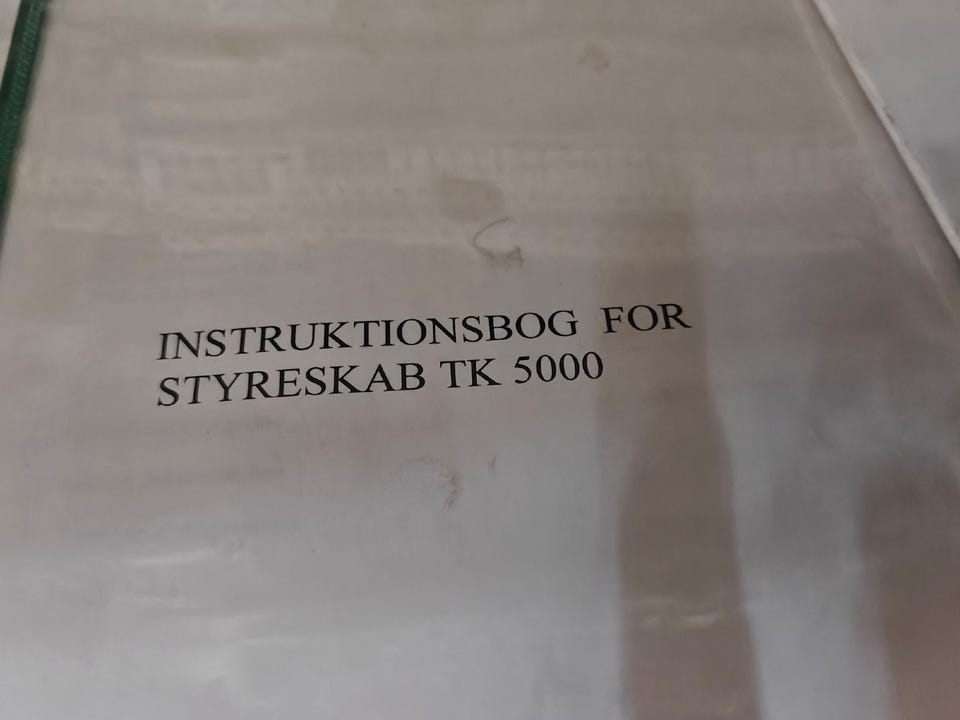 INSTRUKTIONSBOG FOR
STYRESKAB TK 5000